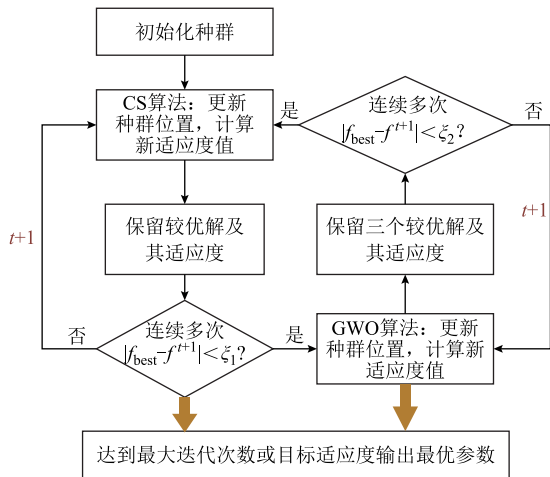 初始化种群
CS算法：更新
种群位置，计算
新适应度值
是
连续多次
|f_best–f^{t+1}|<ξ₂?
否
t+1
保留较优解及
其适应度
保留三个较优解及
其适应度
t+1
否
连续多次
|f_best–f^{t+1}|<ξ₁?
是
GWO算法：更新
种群位置，计算新
适应度值
达到最大迭代次数或目标适应度输出最优参数